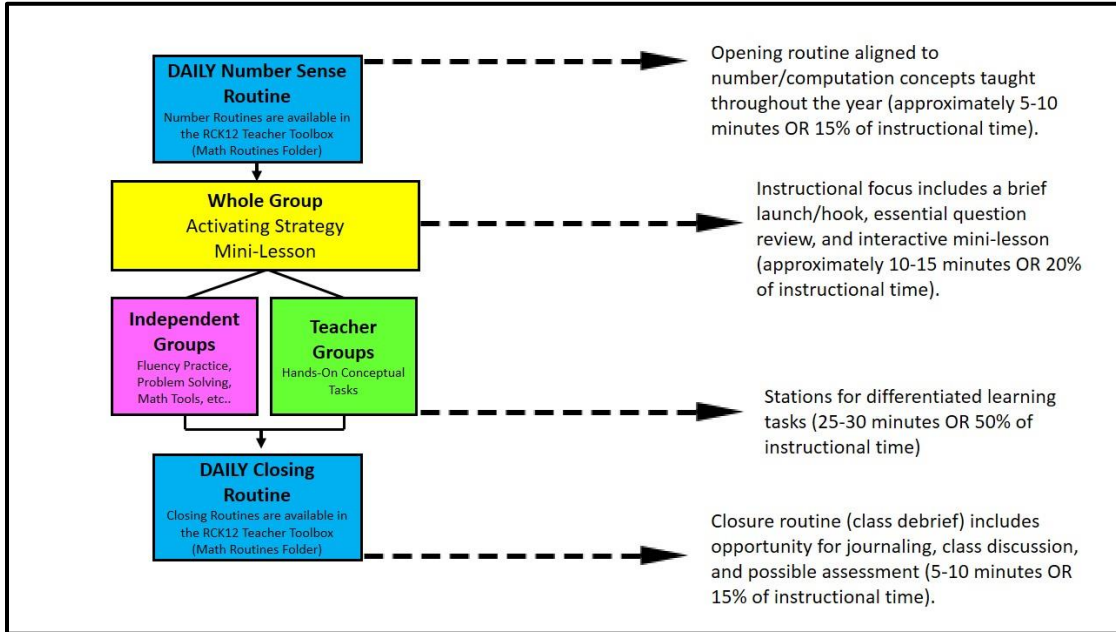 DAILY Number Sense
Routine
Number Routines are available in
the RCK12 Teacher Toolbox
(Math Routines Folder)
Opening routine aligned to
number/computation concepts taught
throughout the year (approximately 5-10
minutes OR 15% of instructional time).
Whole Group
Activating Strategy
Mini-Lesson
Instructional focus includes a brief
launch/hook, essential question
review, and interactive mini-lesson
(approximately 10-15 minutes OR 20%
of instructional time).
Independent
Groups
Fluency Practice,
Problem Solving,
Math Tools, etc..
Teacher
Groups
Hands-On Conceptual
Tasks
Stations for differentiated learning
tasks (25-30 minutes OR 50% of
instructional time)
DAILY Closing
Routine
Closing Routines are available in
the RCK12 Teacher Toolbox
(Math Routines Folder)
Closure routine (class debrief) includes
opportunity for journaling, class discussion,
and possible assessment (5-10 minutes OR
15% of instructional time).